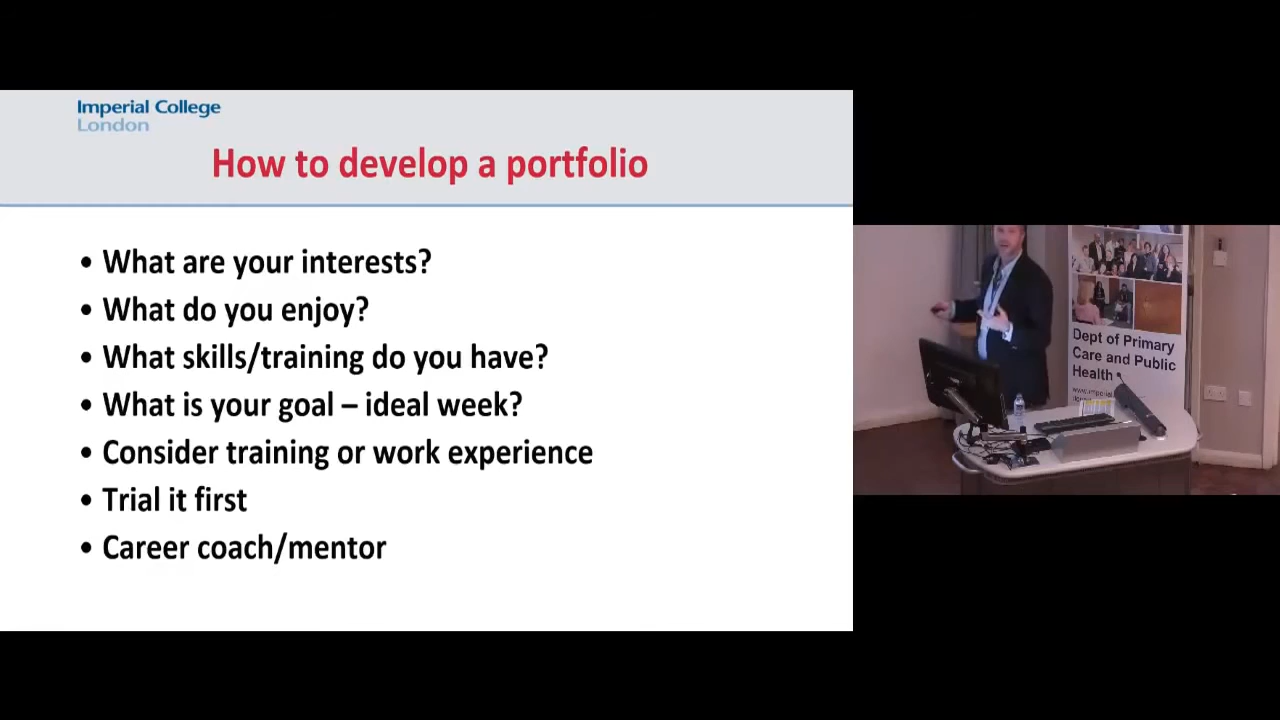 Imperial College
London
How to develop a portfolio
• What are your interests?
• What do you enjoy?
• What skills/training do you have?
• What is your goal – ideal week?
• Consider training or work experience
• Trial it first
• Career coach/mentor
Dept of Primary
Care and Public
Health